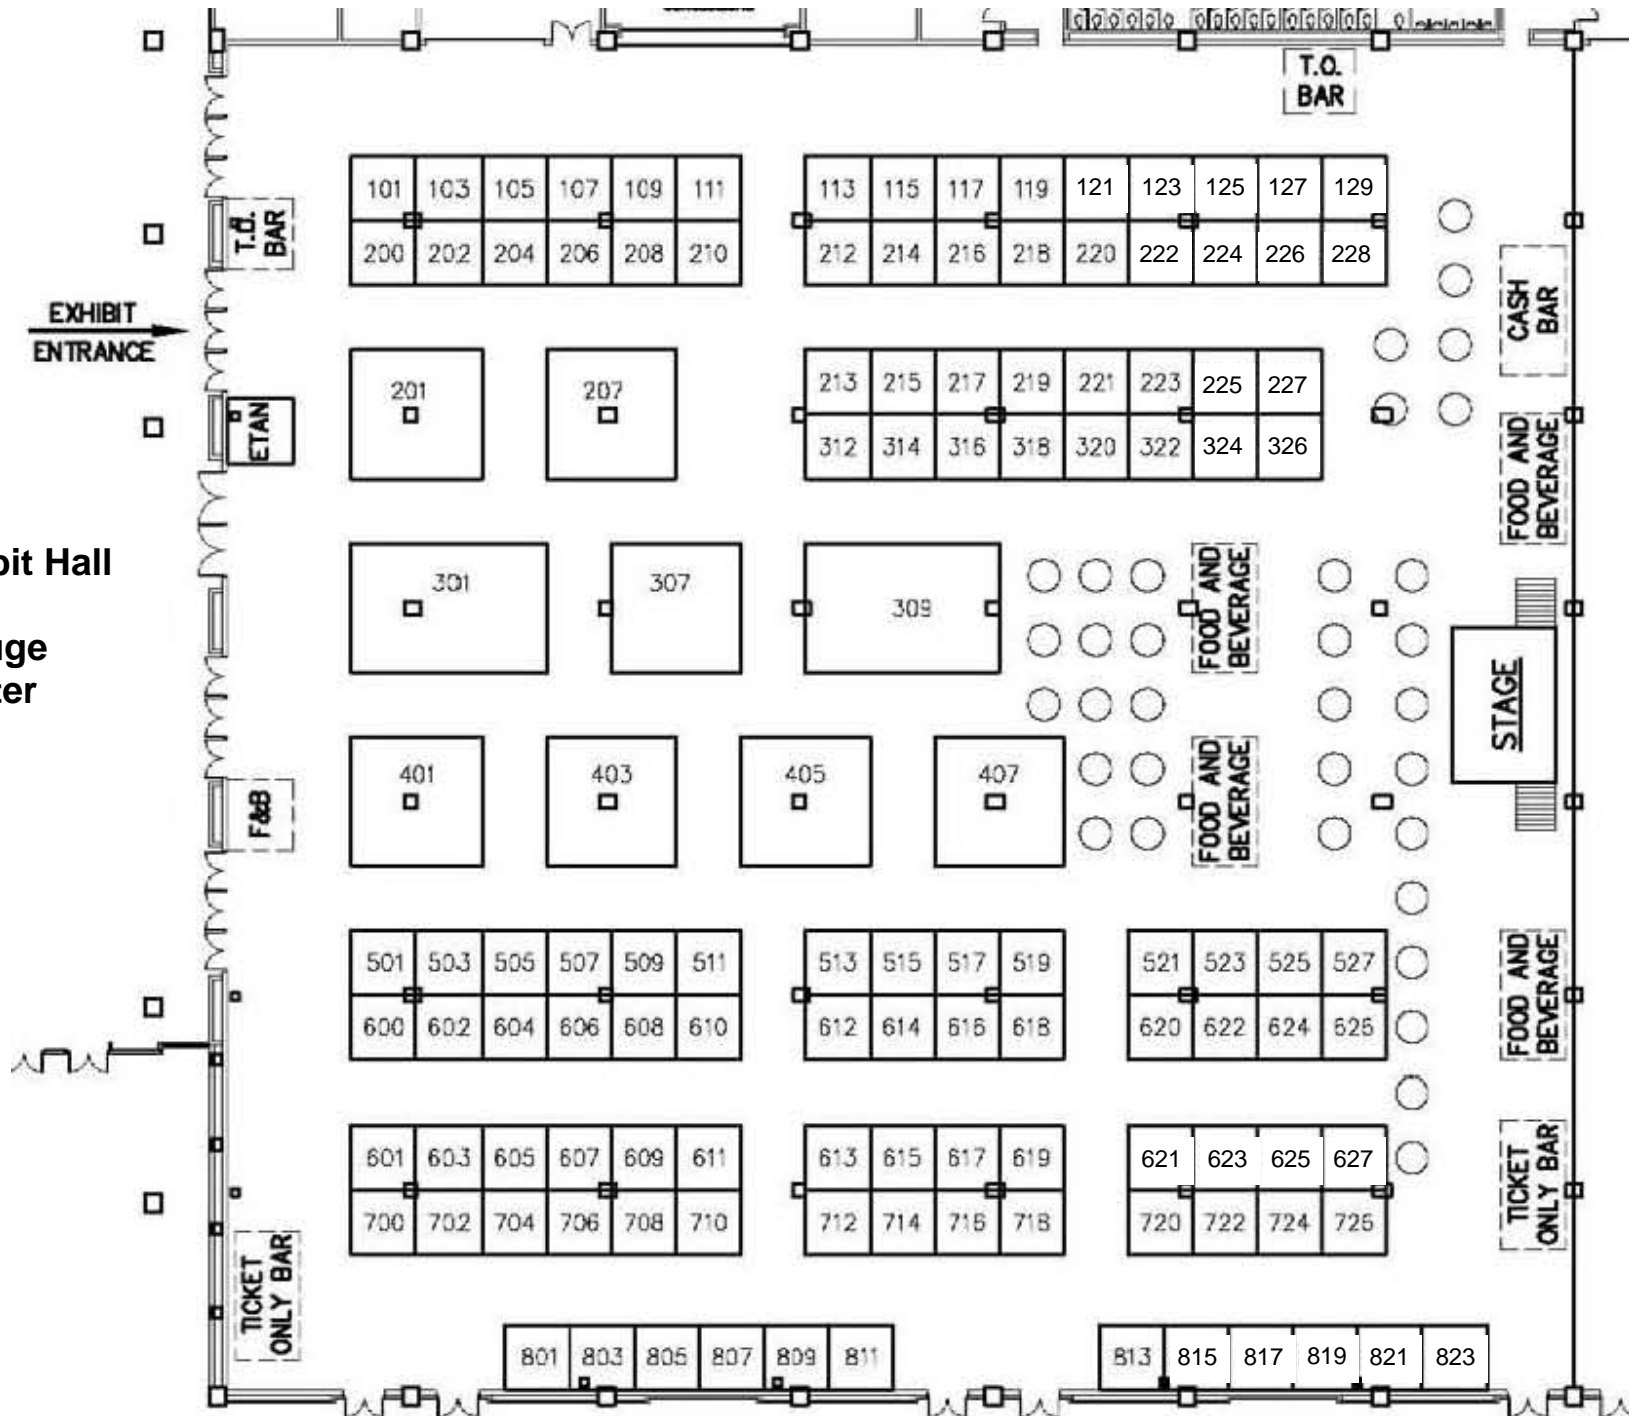 T.O.
BAR
101 103 105 107 109 111 113 115 117 119 121 123 125 127 129
T.O.
BAR
200 202 204 206 208 210 212 214 216 218 220 222 224 226 228
EXHIBIT
ENTRANCE
CASH
BAR
ETAN
201 207 213 215 217 219 221 223 225 227
312 314 316 318 320 322 324 326
FOOD AND
BEVERAGE
bit Hall
301 307 309
FOOD AND
BEVERAGE
uge
ter
STAGE
401 403 405 407
F&B
FOOD AND
BEVERAGE
501 503 505 507 509 511 513 515 517 519 521 523 525 527
600 602 604 606 608 610 612 614 616 618 620 622 624 626
FOOD AND
BEVERAGE
601 603 605 607 609 611 613 615 617 619 621 623 625 627
700 702 704 706 708 710 712 714 716 718 720 722 724 726
TICKET
ONLY BAR
TICKET
ONLY BAR
801 803 805 807 809 811 813 815 817 819 821 823